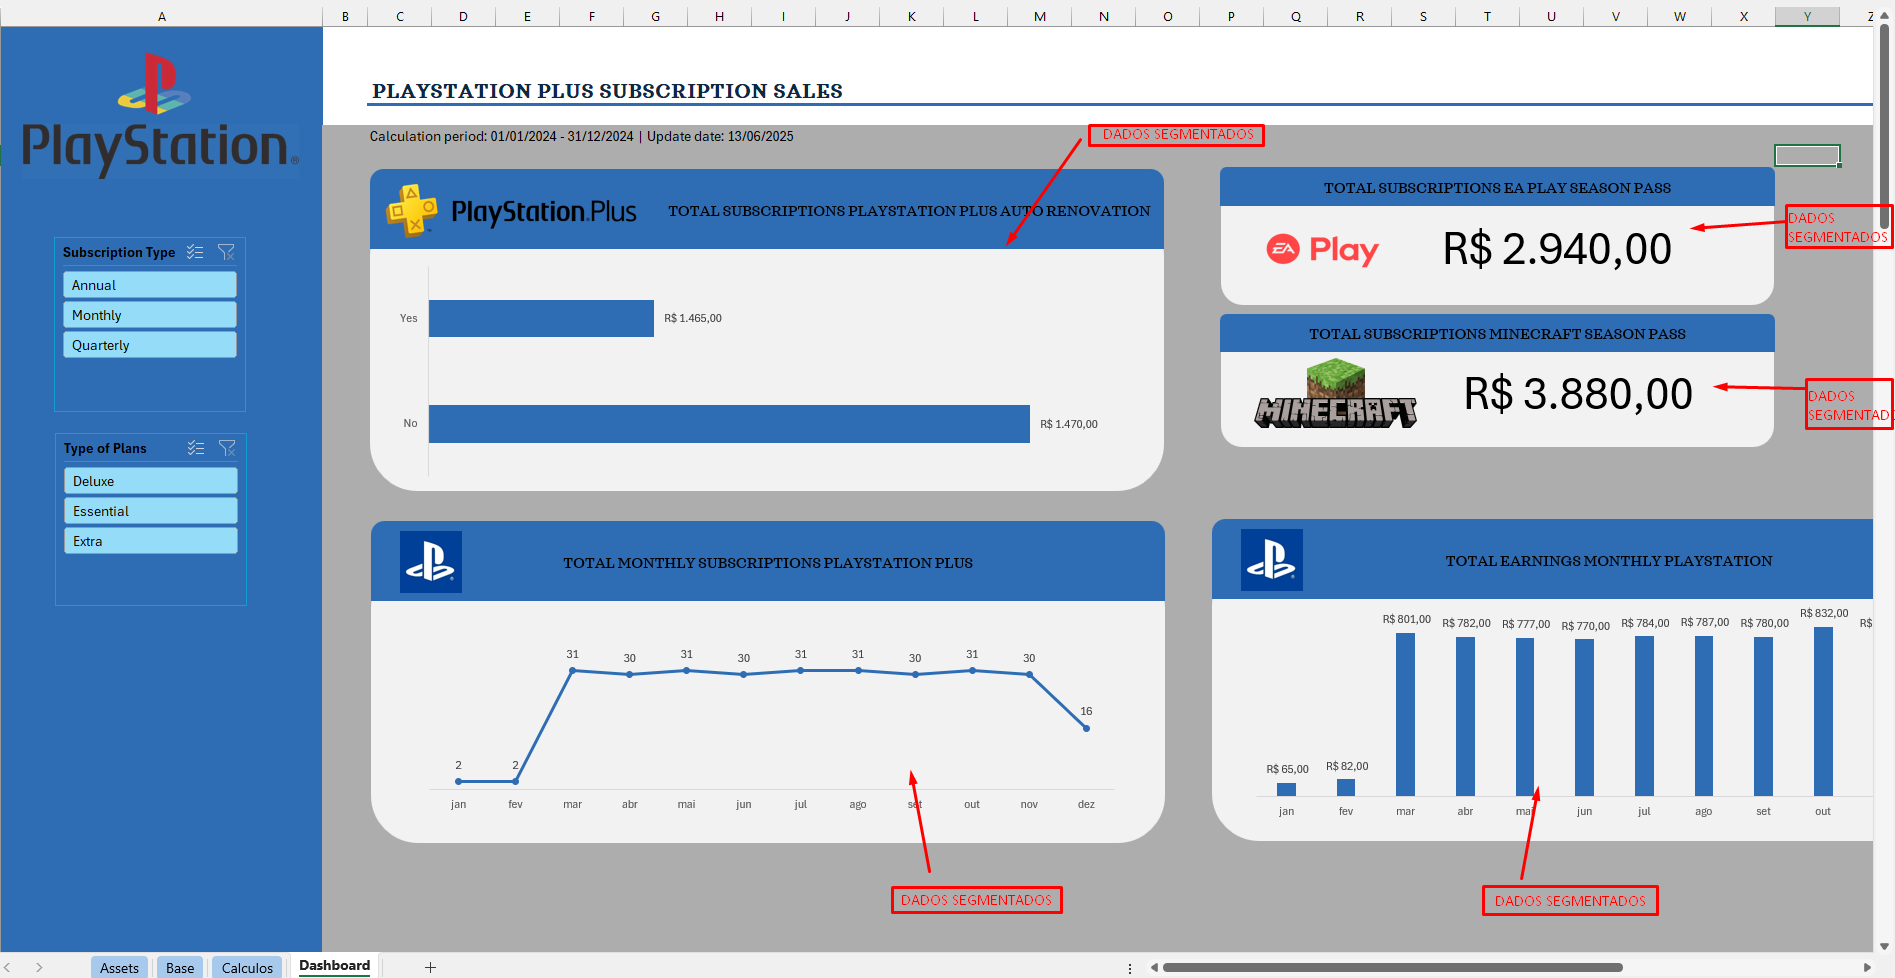 A B C D E F G H I J K L M N O P Q R S T U V W X Y Z
PlayStation®
PLAYSTATION PLUS SUBSCRIPTION SALES
Calculation period: 01/01/2024 - 31/12/2024 | Update date: 13/06/2025
DADOS SEGMENTADOS
Subscription Type
Annual
Monthly
Quarterly
Type of Plans
Deluxe
Essential
Extra
PlayStation.Plus
TOTAL SUBSCRIPTIONS PLAYSTATION PLUS AUTO RENOVATION
Yes
R$ 1.465,00
No
R$ 1.470,00
TOTAL SUBSCRIPTIONS EA PLAY SEASON PASS
EA Play
R$ 2.940,00
DADOS
SEGMENTADOS
TOTAL SUBSCRIPTIONS MINECRAFT SEASON PASS
MINECRAFT
R$ 3.880,00
DADOS
SEGMENTADO
TOTAL MONTHLY SUBSCRIPTIONS PLAYSTATION PLUS
2 2 31 30 31 30 31 31 30 31 30 16
jan fev mar abr mai jun jul ago set out nov dez
DADOS SEGMENTADOS
TOTAL EARNINGS MONTHLY PLAYSTATION
R$ 65,00 R$ 82,00 R$ 801,00 R$ 782,00 R$ 777,00 R$ 770,00 R$ 784,00 R$ 787,00 R$ 780,00 R$ 832,00 R$
jan fev mar abr mai jun jul ago set out
DADOS SEGMENTADOS
Assets Base Calculos Dashboard